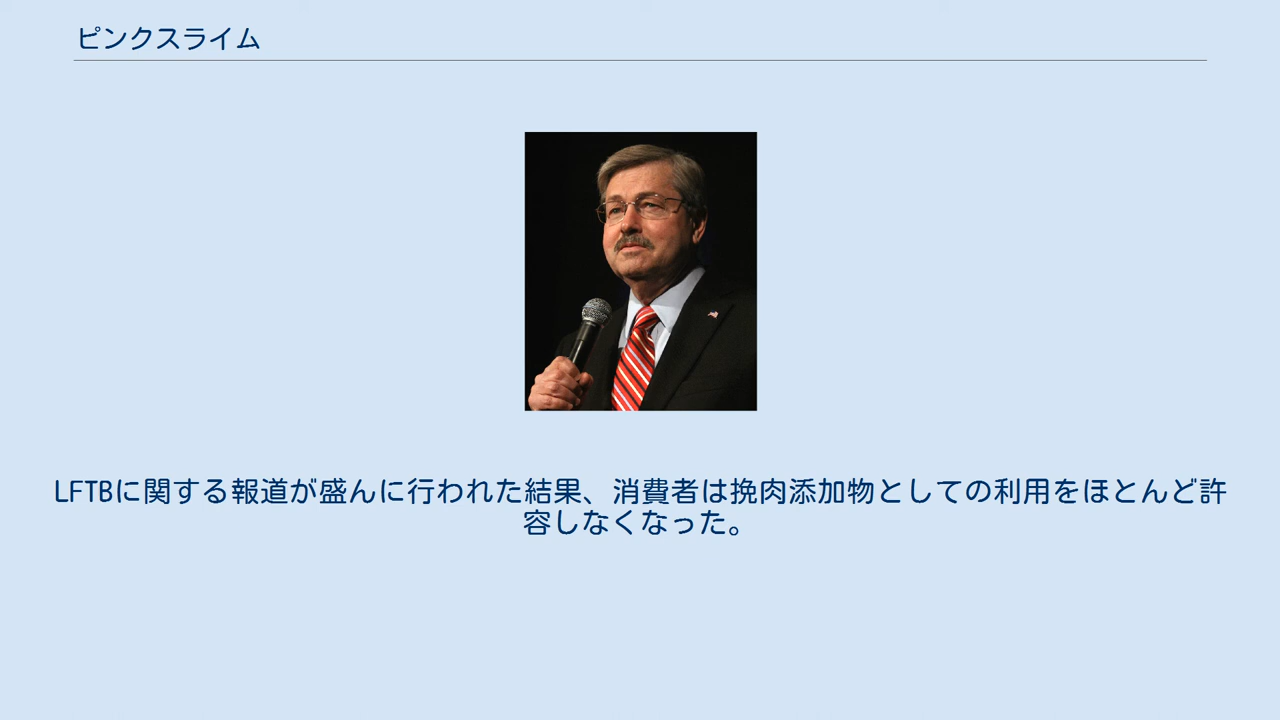 ピンクスライム
LFTBに関する報道が盛んに行われた結果、消費者は挽肉添加物としての利用をほとんど許
容しなくなった。